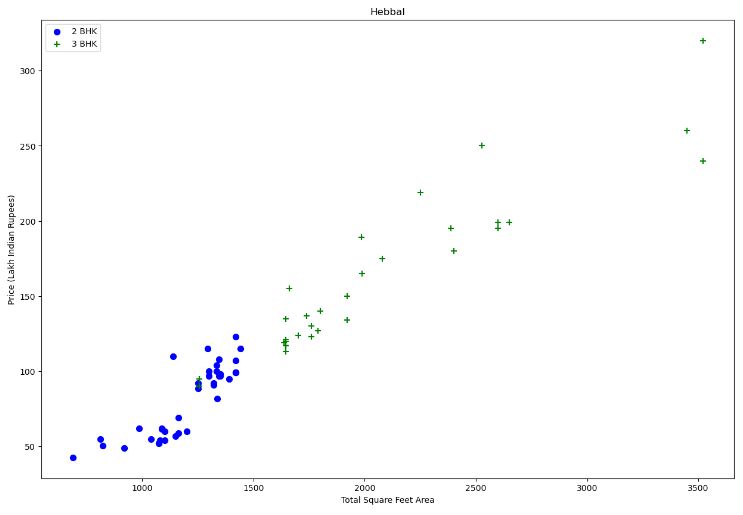 Hebbal
2 BHK
3 BHK
300
250
200
150
100
50
Price (Lakh Indian Rupees)
1000 1500 2000 2500 3000 3500
Total Square Feet Area